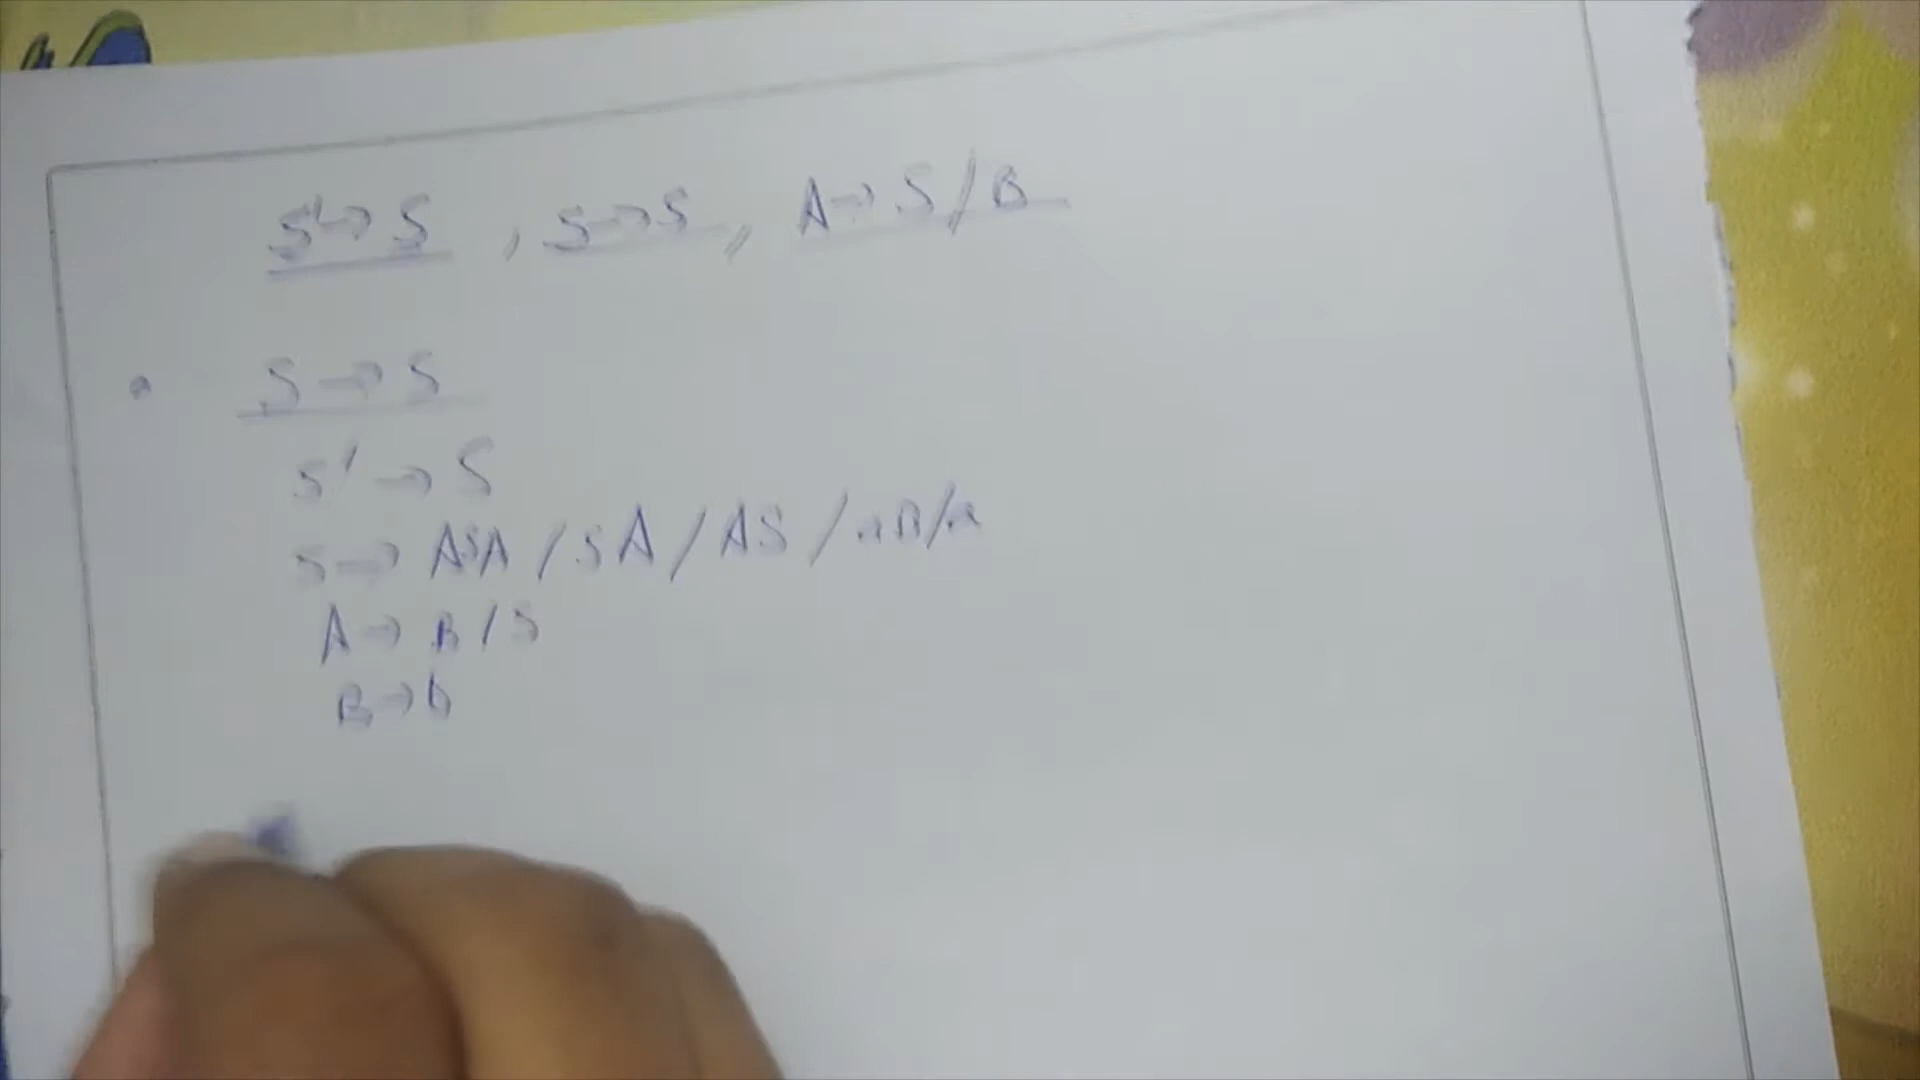 S'→S , S→S, A→S/B
S→S
S'→S
S→ASA/SA/AS/aB/a
A→B/S
B→b